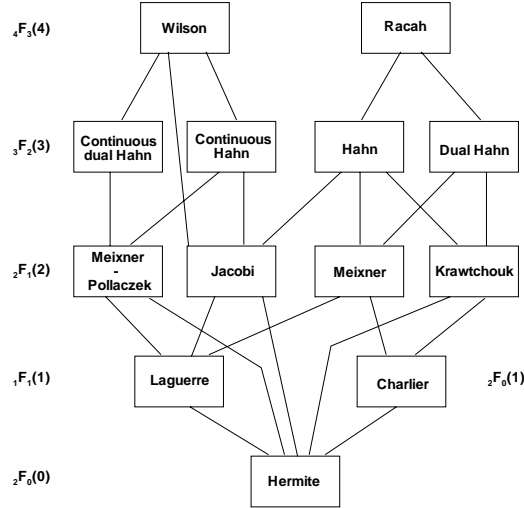 ₄F₃(4) Wilson Racah
₃F₂(3) Continuous dual Hahn Continuous Hahn Hahn Dual Hahn
₂F₁(2) Meixner - Pollaczek Jacobi Meixner Krawtchouk
₁F₁(1) Laguerre Charlier ₂F₀(1)
₂F₀(0) Hermite